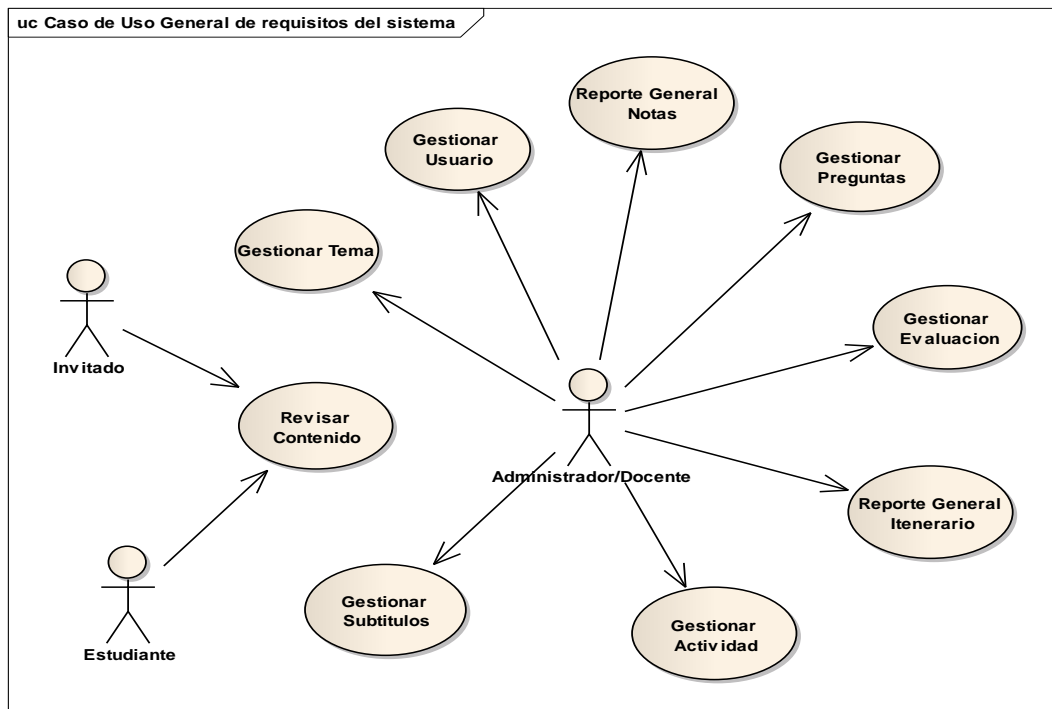 uc Caso de Uso General de requisitos del sistema
Reporte General
Notas
Gestionar
Usuario
Gestionar
Preguntas
Gestionar Tema
Invitado
Gestionar
Evaluacion
Revisar
Contenido
Administrador/Docente
Reporte General
Itenerario
Estudiante
Gestionar
Subtitulos
Gestionar
Actividad